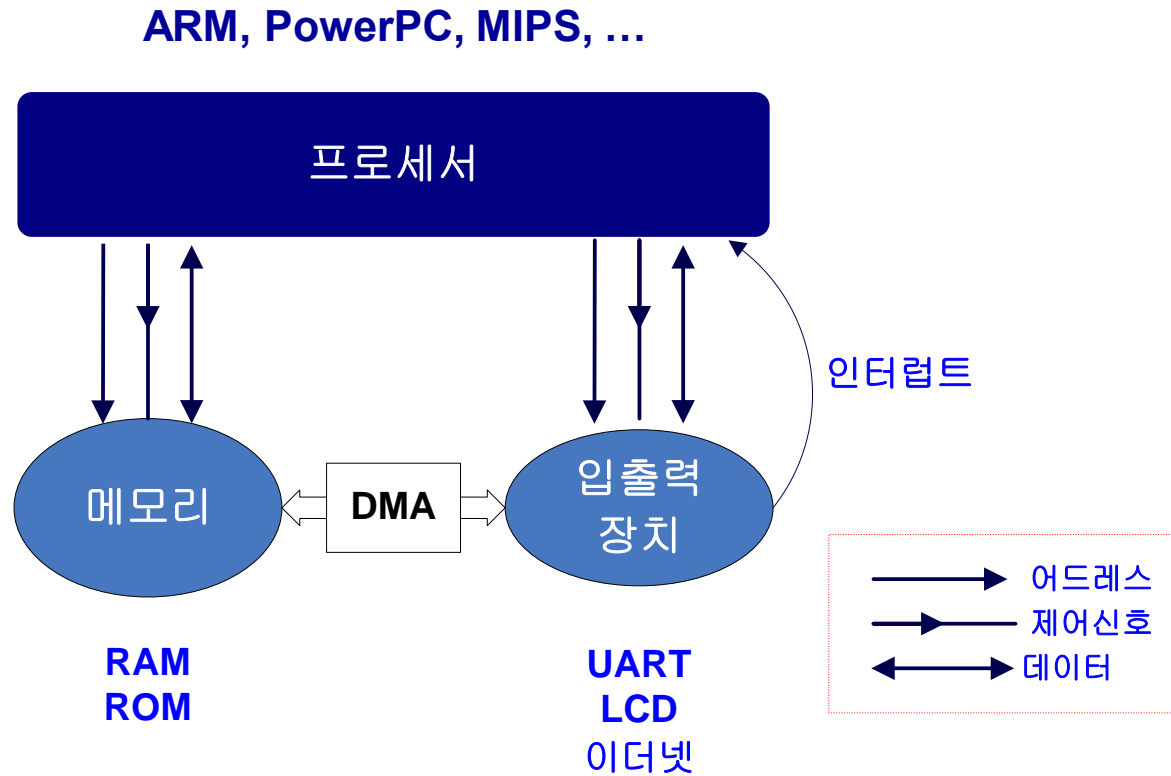 ARM, PowerPC, MIPS, …
프로세서
인터럽트
메모리
DMA
입출력
장치
어드레스
제어신호
데이터
RAM
ROM
UART
LCD
이더넷